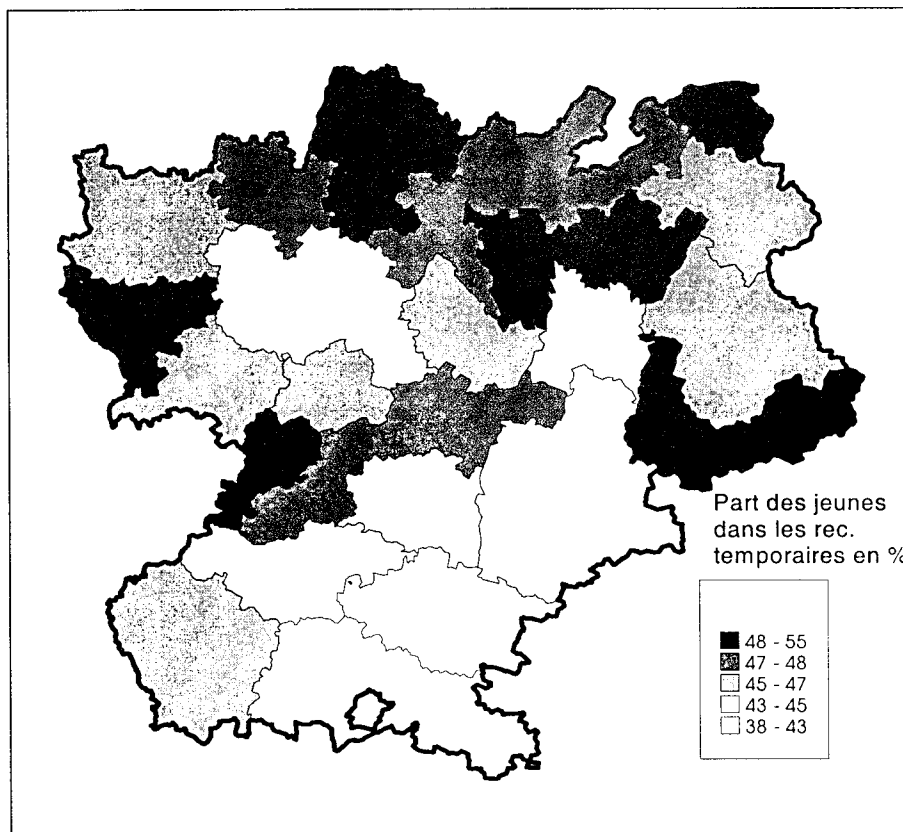 Part des jeunes
dans les rec.
temporaires en %
48 - 55
47 - 48
45 - 47
43 - 45
38 - 43